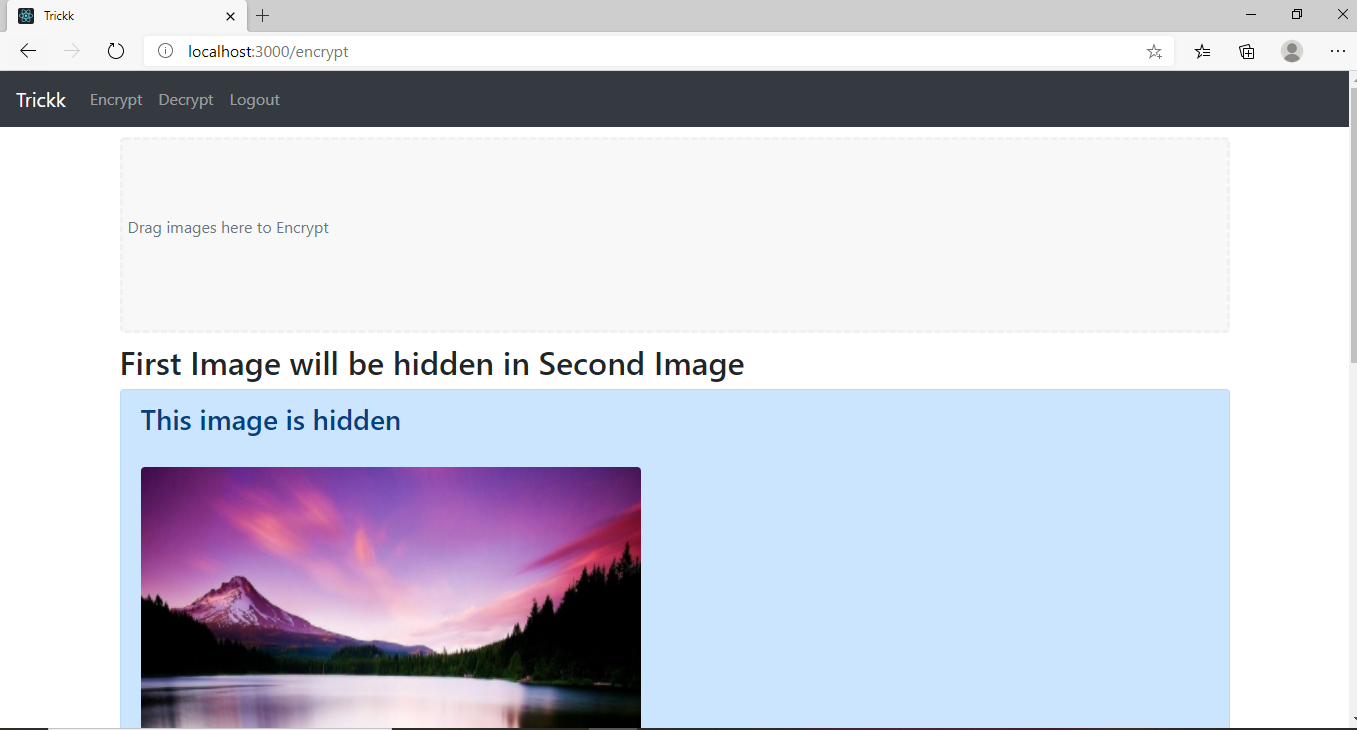 Trickk
localhost:3000/encrypt
Trickk Encrypt Decrypt Logout
Drag images here to Encrypt
First Image will be hidden in Second Image
This image is hidden